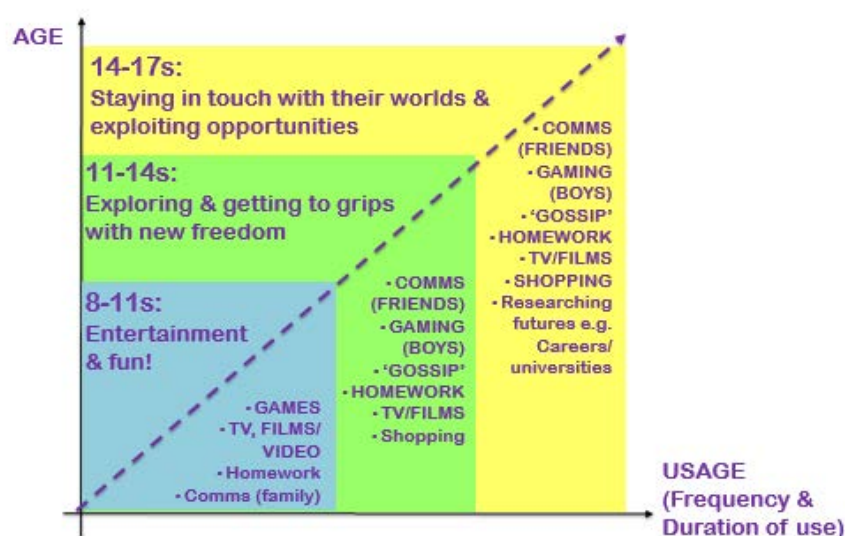 AGE
14-17s:
Staying in touch with their worlds &
exploiting opportunities
11-14s:
Exploring & getting to grips
with new freedom
8-11s:
Entertainment
& fun!
- GAMES
- TV, FILMS/
VIDEO
- Homework
- Comms (family)
- COMMS
(FRIENDS)
- GAMING
(BOYS)
- ‘GOSSIP’
- HOMEWORK
- TV/FILMS
- Shopping
- COMMS
(FRIENDS)
- GAMING
(BOYS)
- ‘GOSSIP’
- HOMEWORK
- TV/FILMS
- SHOPPING
- Researching
futures e.g.
Careers/
universities
USAGE
(Frequency &
Duration of use)